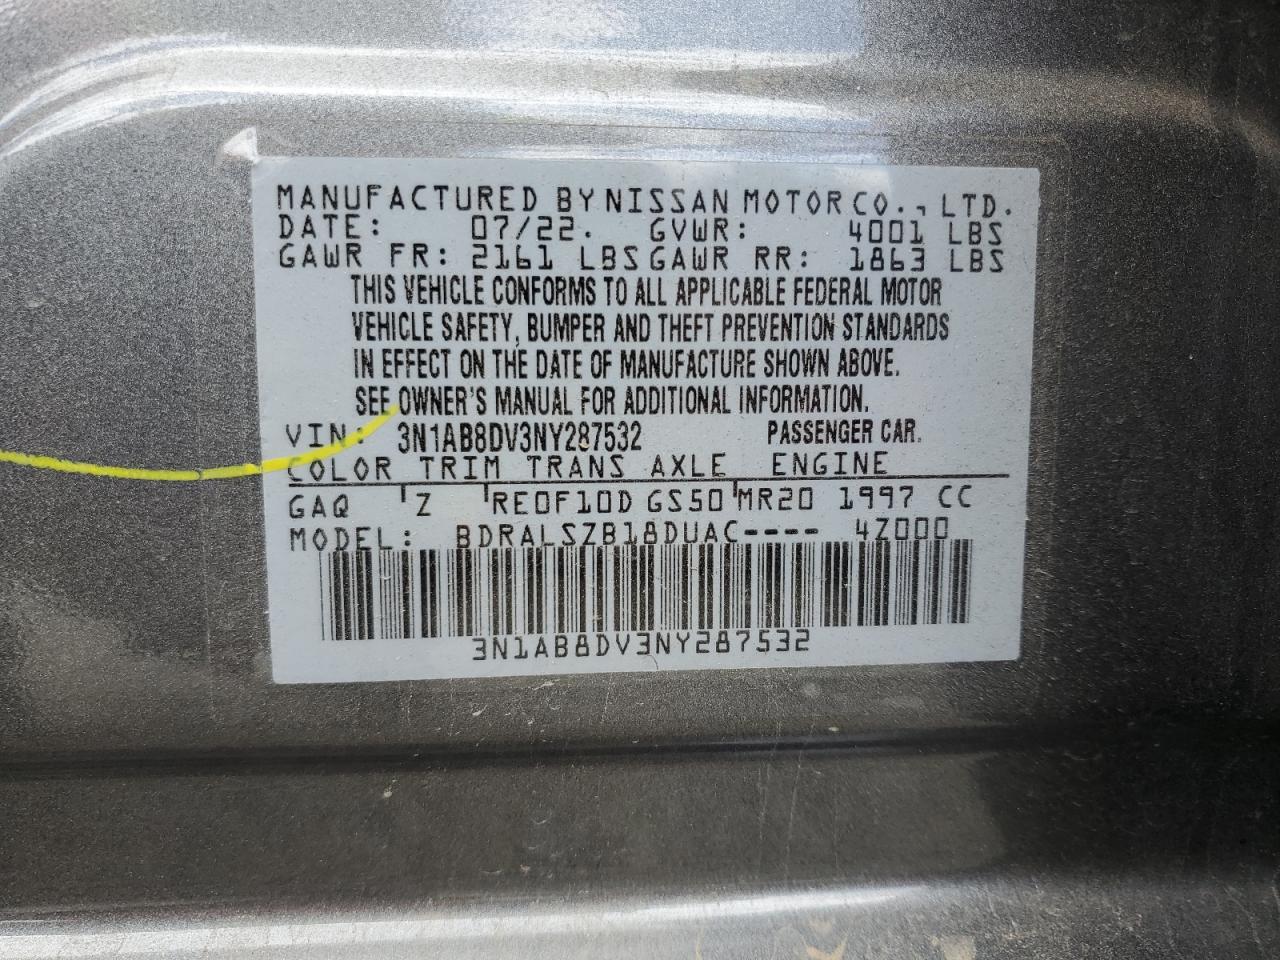 MANUFACTURED BY NISSAN MOTOR CO., LTD.
DATE: 07/22. GVWR: 4001 LBS
GAWR FR: 2161 LBS GAWR RR: 1863 LBS
THIS VEHICLE CONFORMS TO ALL APPLICABLE FEDERAL MOTOR
VEHICLE SAFETY, BUMPER AND THEFT PREVENTION STANDARDS
IN EFFECT ON THE DATE OF MANUFACTURE SHOWN ABOVE.
SEE OWNER'S MANUAL FOR ADDITIONAL INFORMATION.
VIN: 3N1AB8DV3NY287532 PASSENGER CAR.
COLOR TRIM TRANS AXLE ENGINE
GAQ Z RE0F10D GS50 MR20 1997 CC
MODEL: BDRALSZB18DUAC---- 4Z000
3N1AB8DV3NY287532